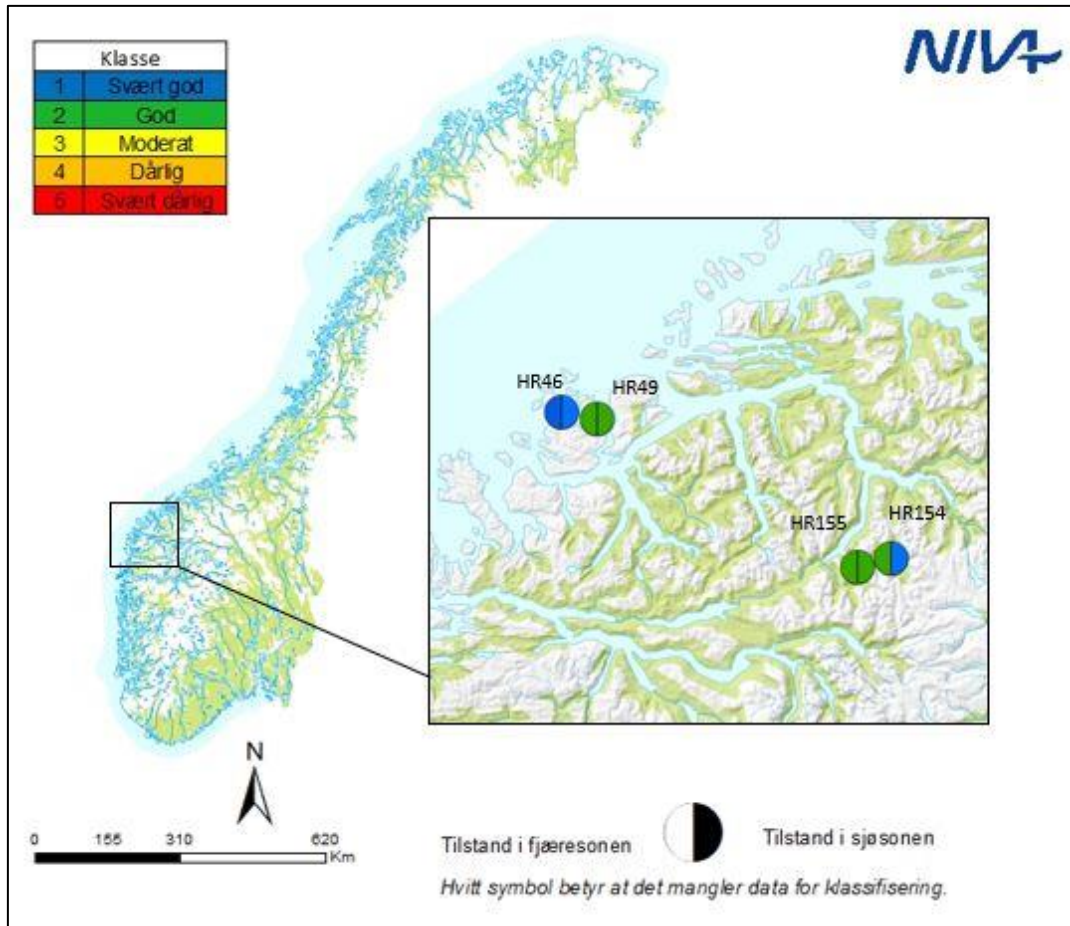 Klasse
1 Svært god
2 God
3 Moderat
4 Dårlig
5 Svært dårlig
NIVA
HR46
HR49
HR155
HR154
N
0 155 310 620
Km
Tilstand i fjæresonen
Tilstand i sjøsonen
Hvitt symbol betyr at det mangler data for klassifisering.